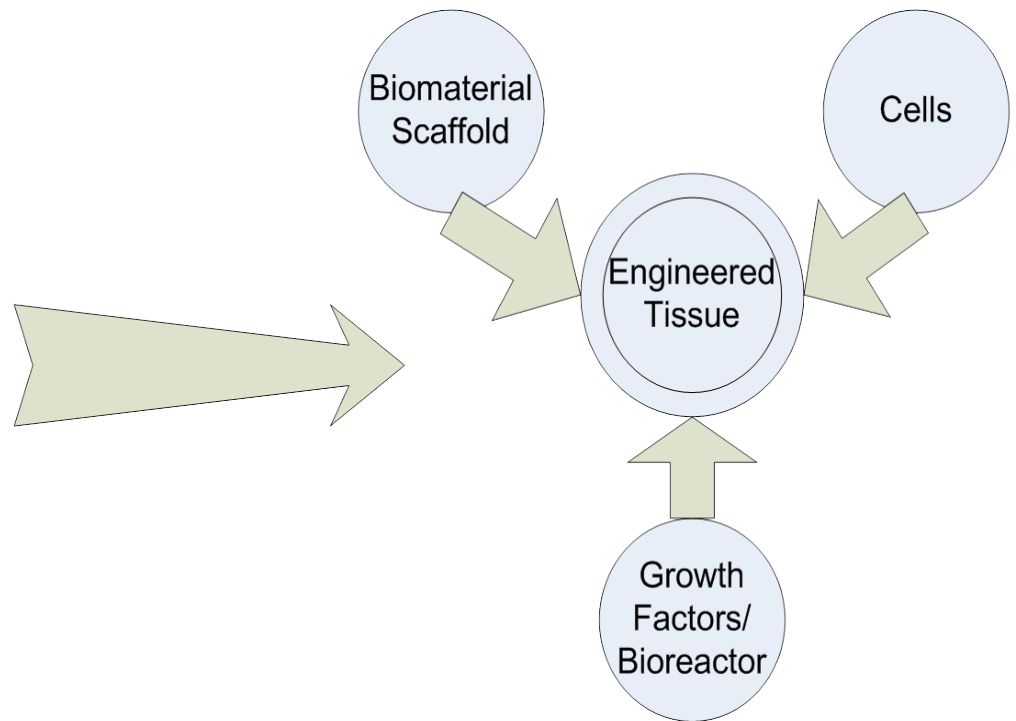 Biomaterial
Scaffold
Cells
Engineered
Tissue
Growth
Factors/
Bioreactor